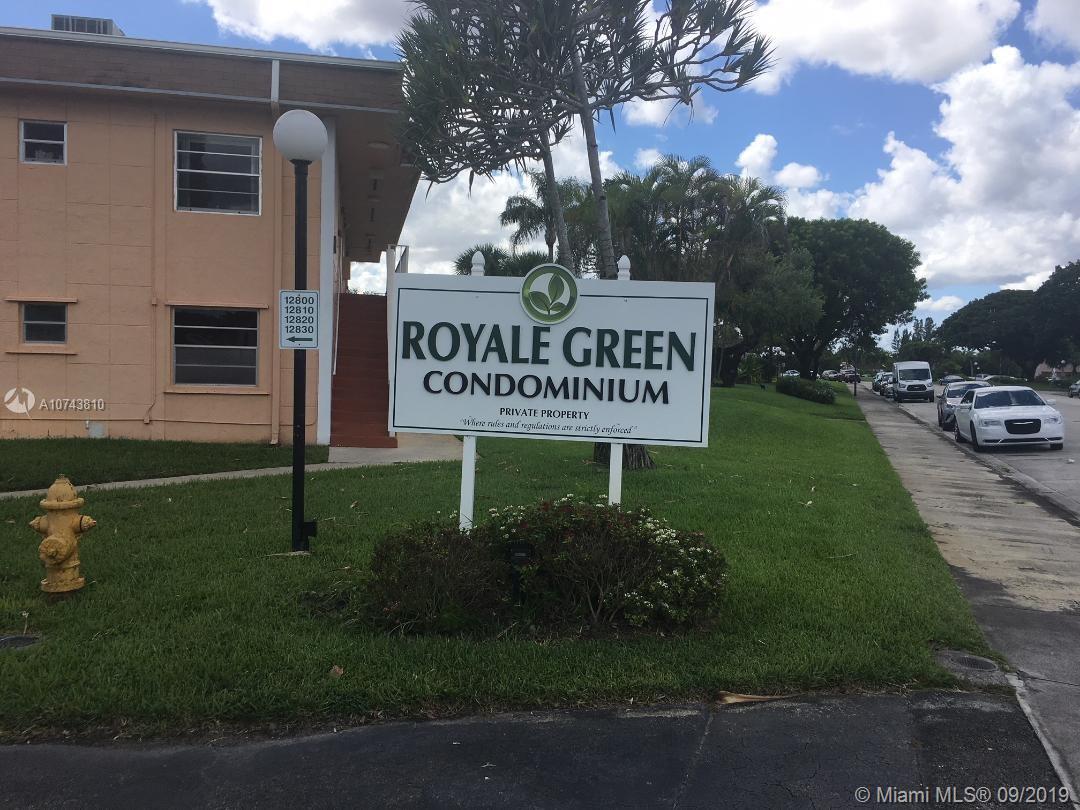 12800
12810
12820
12830
ROYALE GREEN
CONDOMINIUM
PRIVATE PROPERTY
"Where rules and regulations are strictly enforced"
A10743810
© Miami MLS® 09/2019